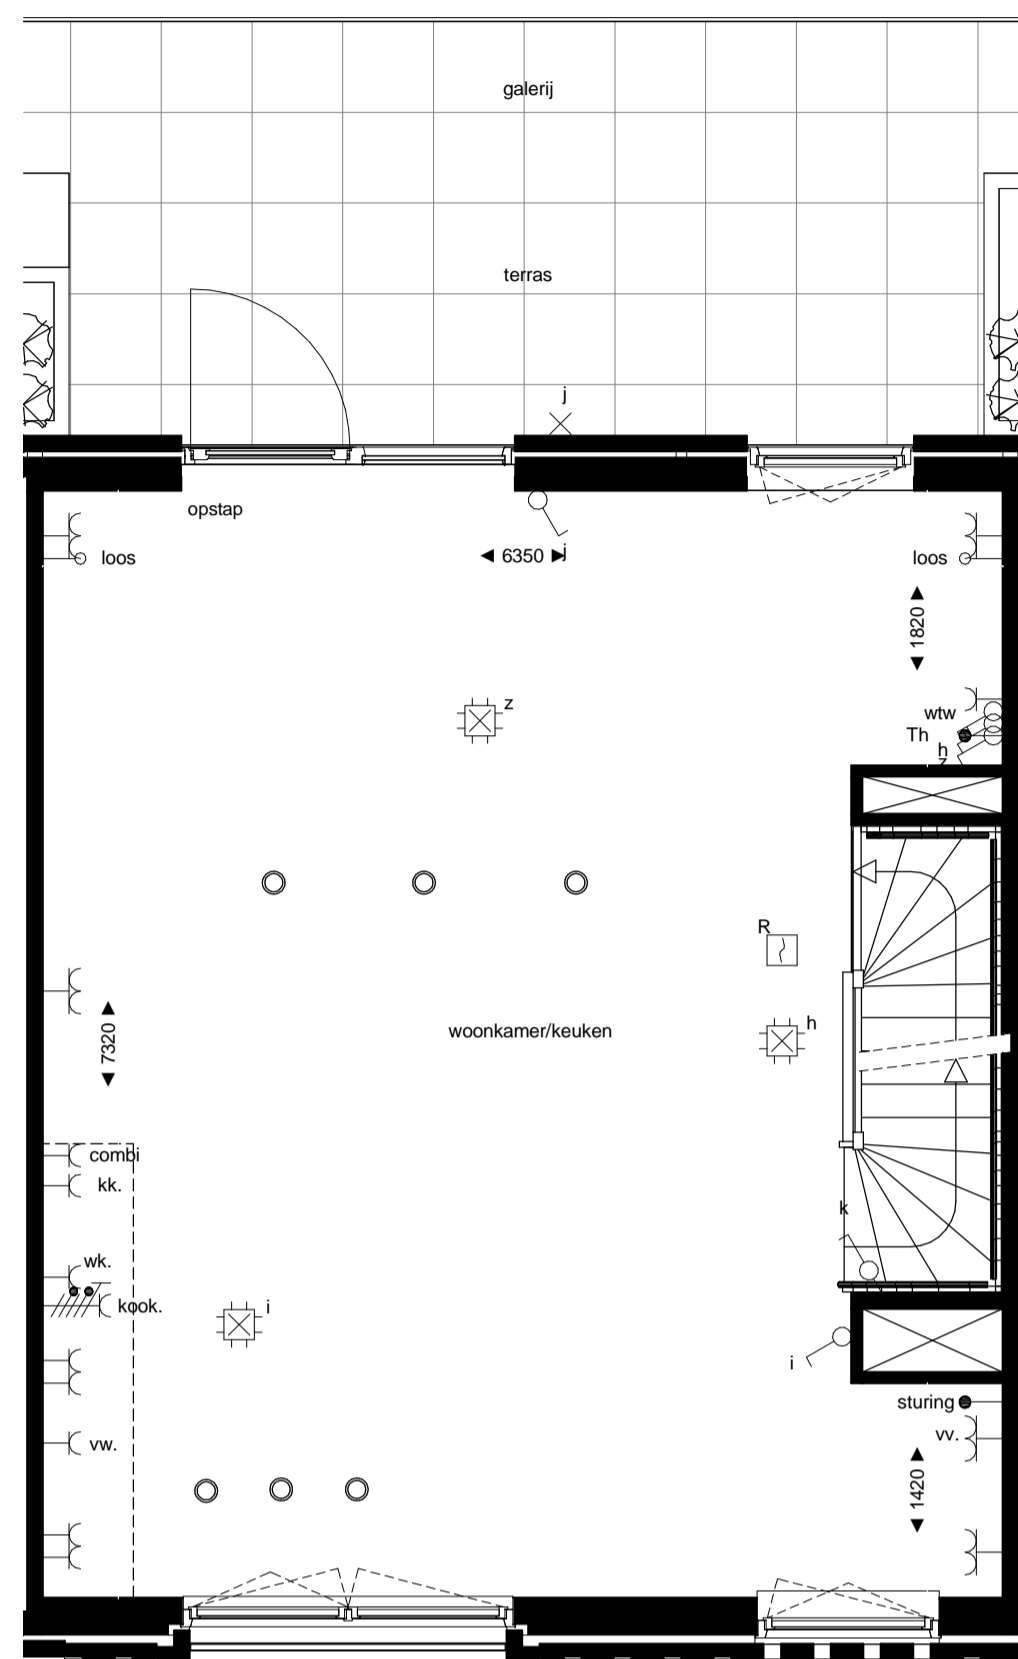 galerij
terras
j
opstap
6350
j
loos
loos
1820
z
wtw
Th
h
z
R
h
woonkamer/keuken
7320
combi
kk.
k
wk.
kook.
i
i
sturing
vv.
vw.
1420